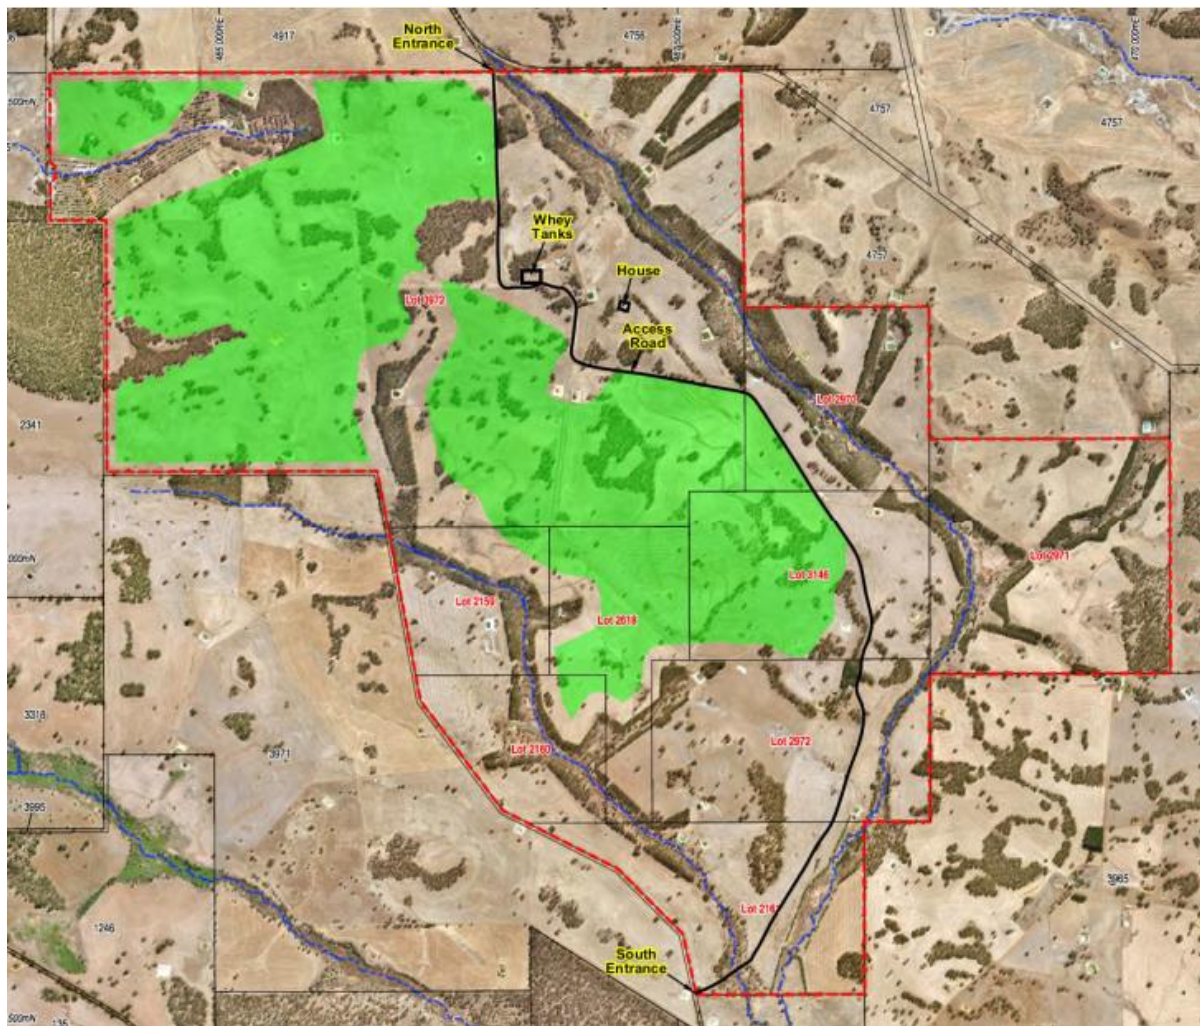 North
Entrance
4917
4756
4757
4757
4757
Whey
Tanks
House
Lot 3972
Access
Road
Lot 2970
2341
Lot 2971
Lot 3146
Lot 2159
Lot 2618
3318
3971
Lot 2160
Lot 2972
3995
3965
1246
Lot 2161
South
Entrance